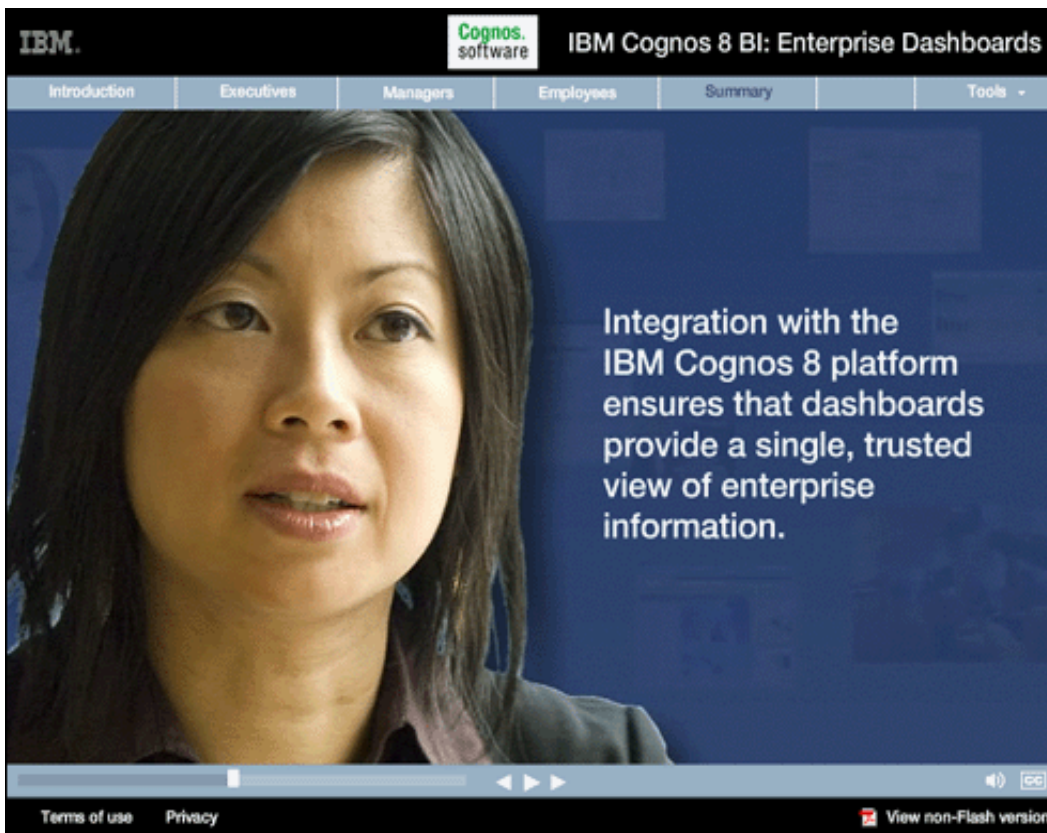 IBM.
Cognos.
software
IBM Cognos 8 BI: Enterprise Dashboards
Introduction
Executives
Managers
Employees
Summary
Tools
Integration with the
IBM Cognos 8 platform
ensures that dashboards
provide a single, trusted
view of enterprise
information.
CC
Terms of use
Privacy
View non-Flash version